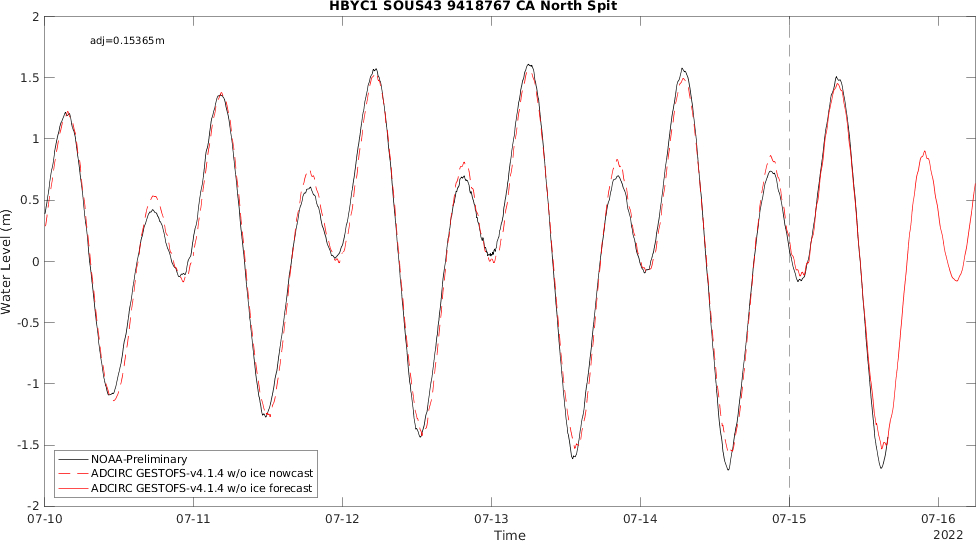 HBYC1 SOUS43 9418767 CA North Spit
adj=0.15365m
2
1.5
1
0.5
0
-0.5
-1
-1.5
-2
Water Level (m)
NOAA-Preliminary
ADCIRC GESTOFS-v4.1.4 w/o ice nowcast
ADCIRC GESTOFS-v4.1.4 w/o ice forecast
07-10 07-11 07-12 07-13 07-14 07-15 07-16
Time
2022